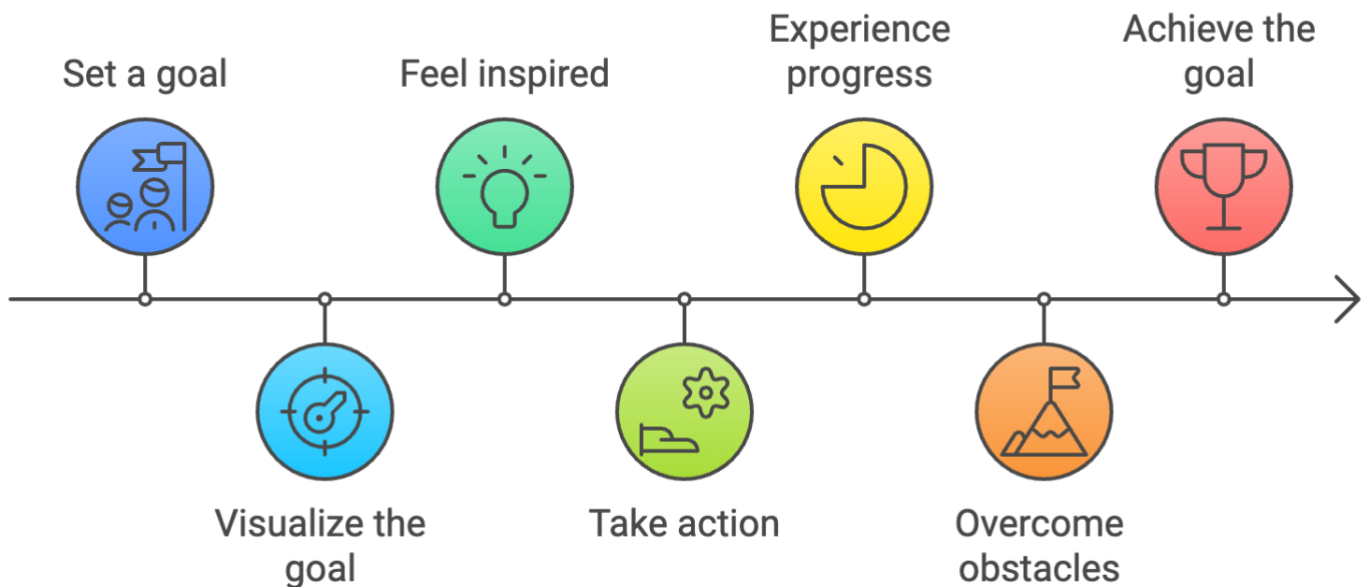 Set a goal
Visualize the
goal
Feel inspired
Take action
Experience
progress
Overcome
obstacles
Achieve the
goal